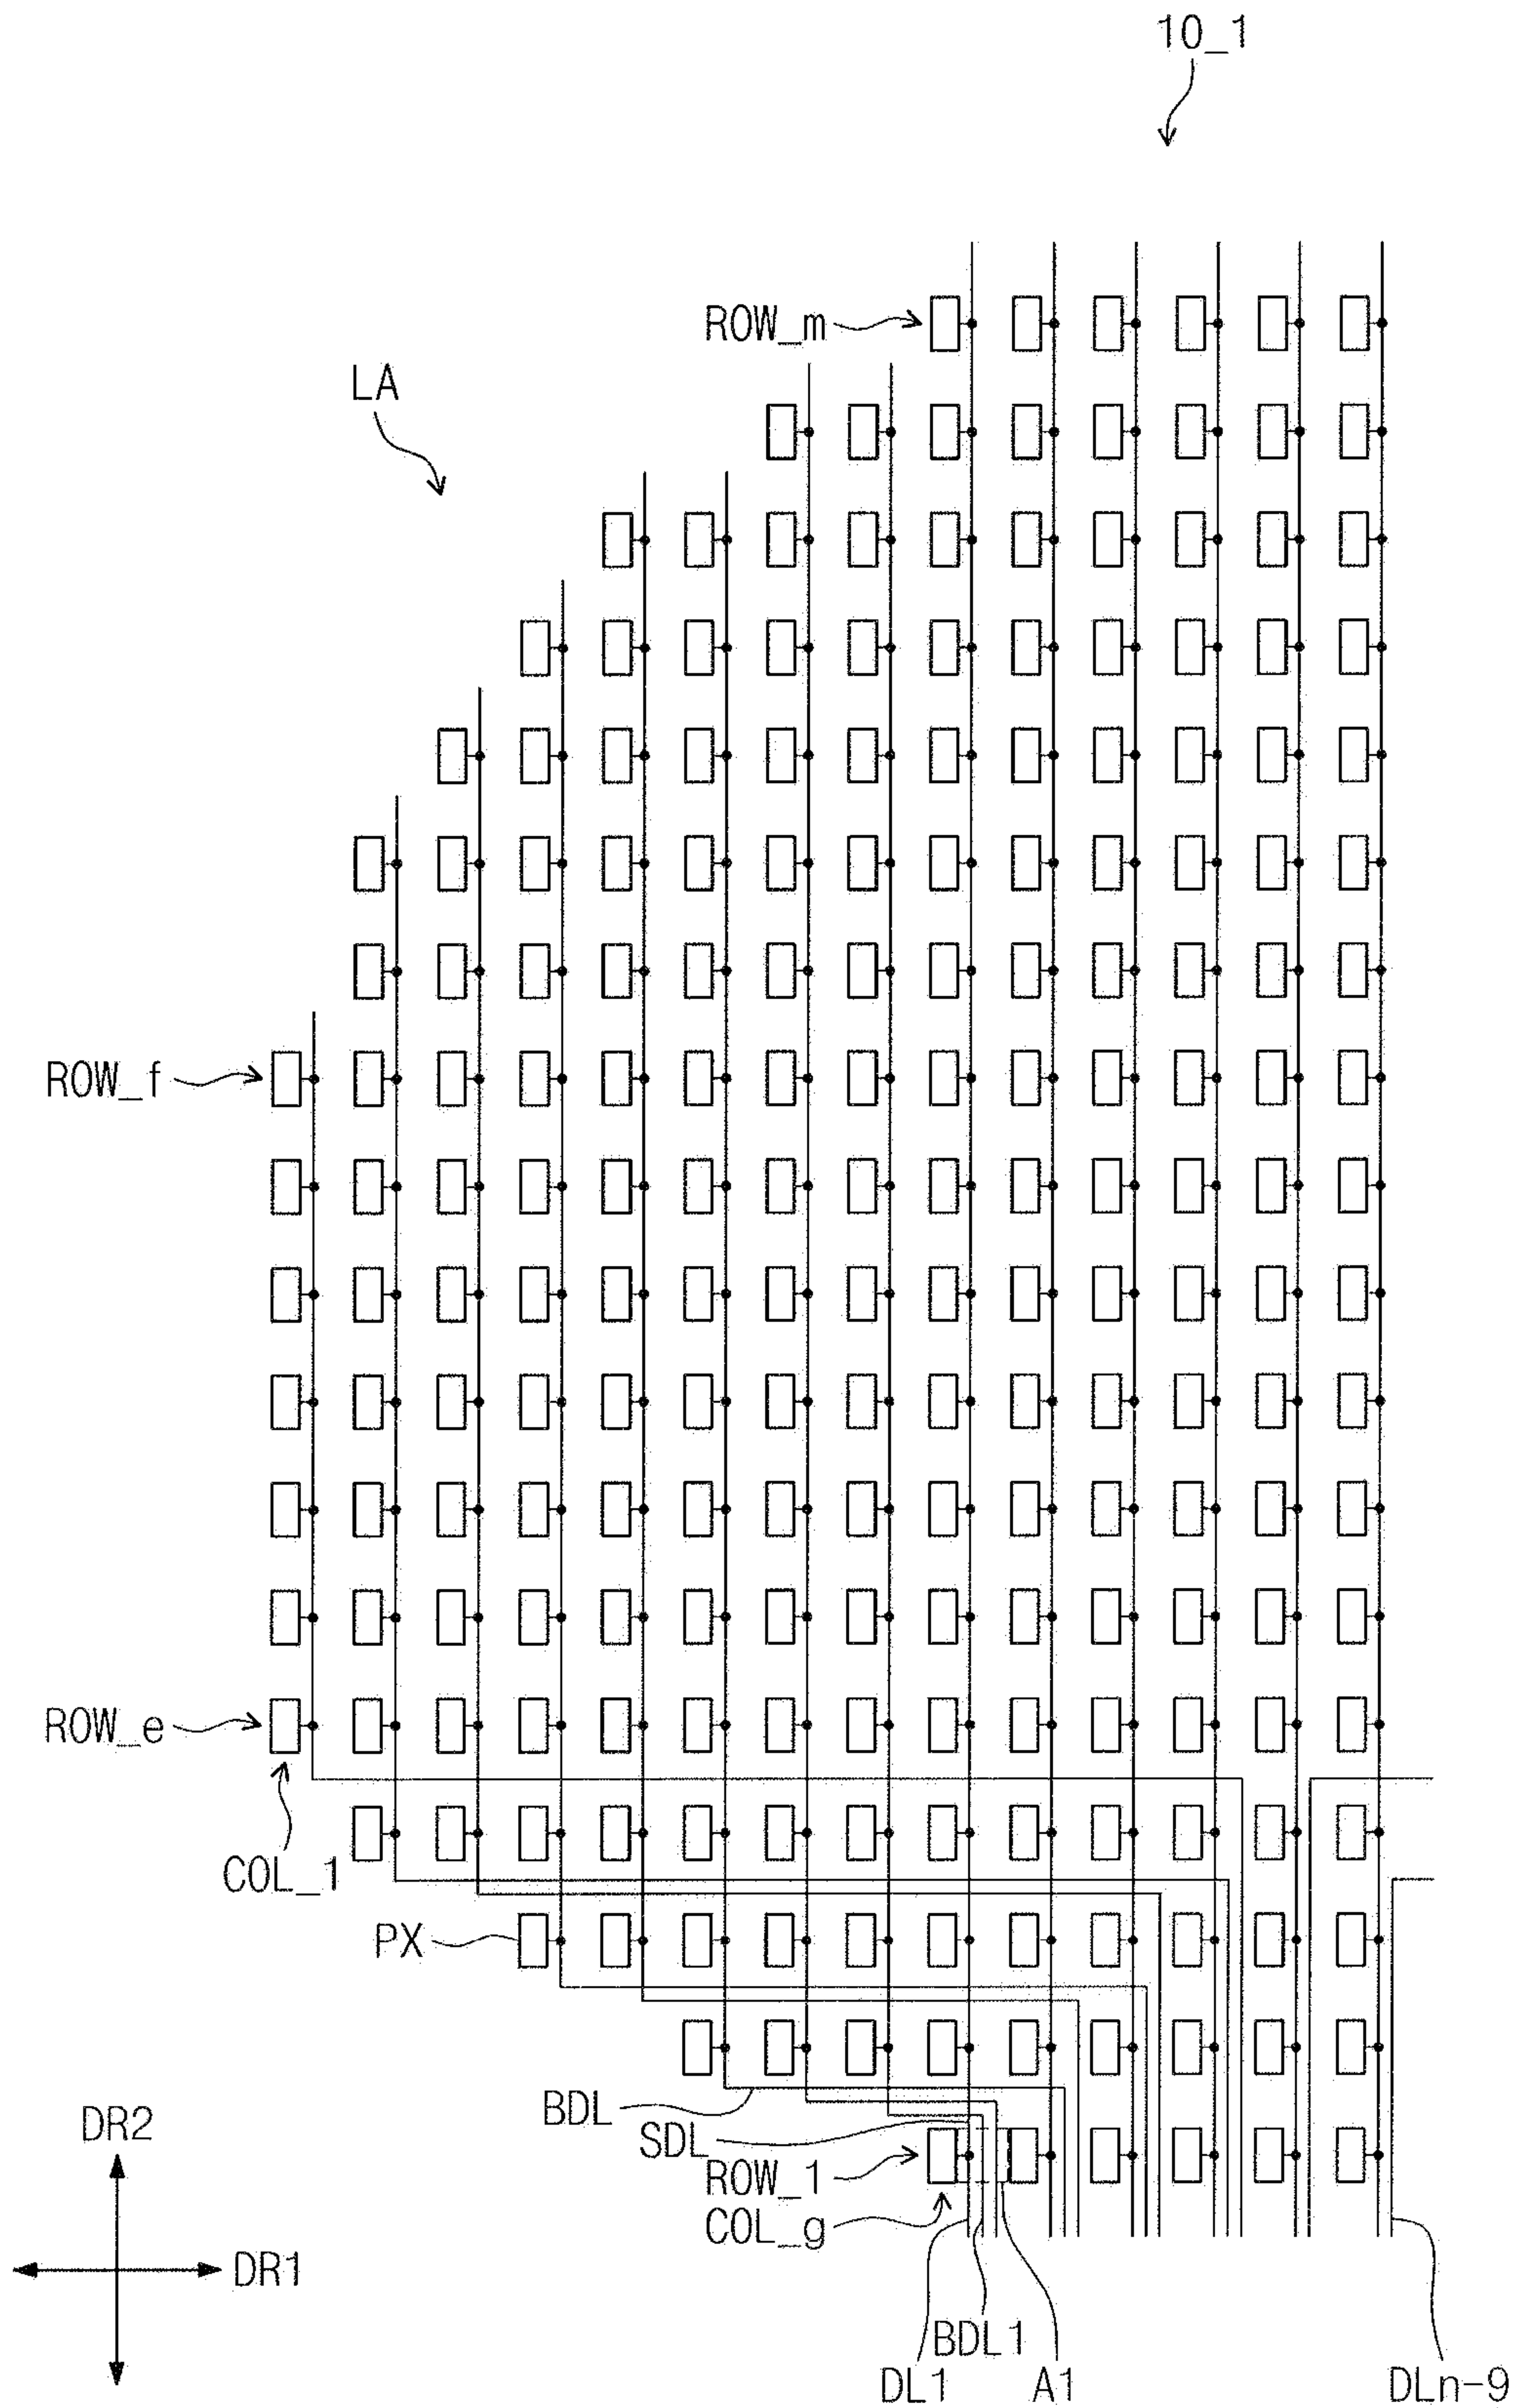 10_1
ROW_m
LA
ROW_f
ROW_e
COL_1
PX
BDL
DR2
SDL
ROW_1
COL_g
DR1
BDL1
DL1
A1
DLn-9